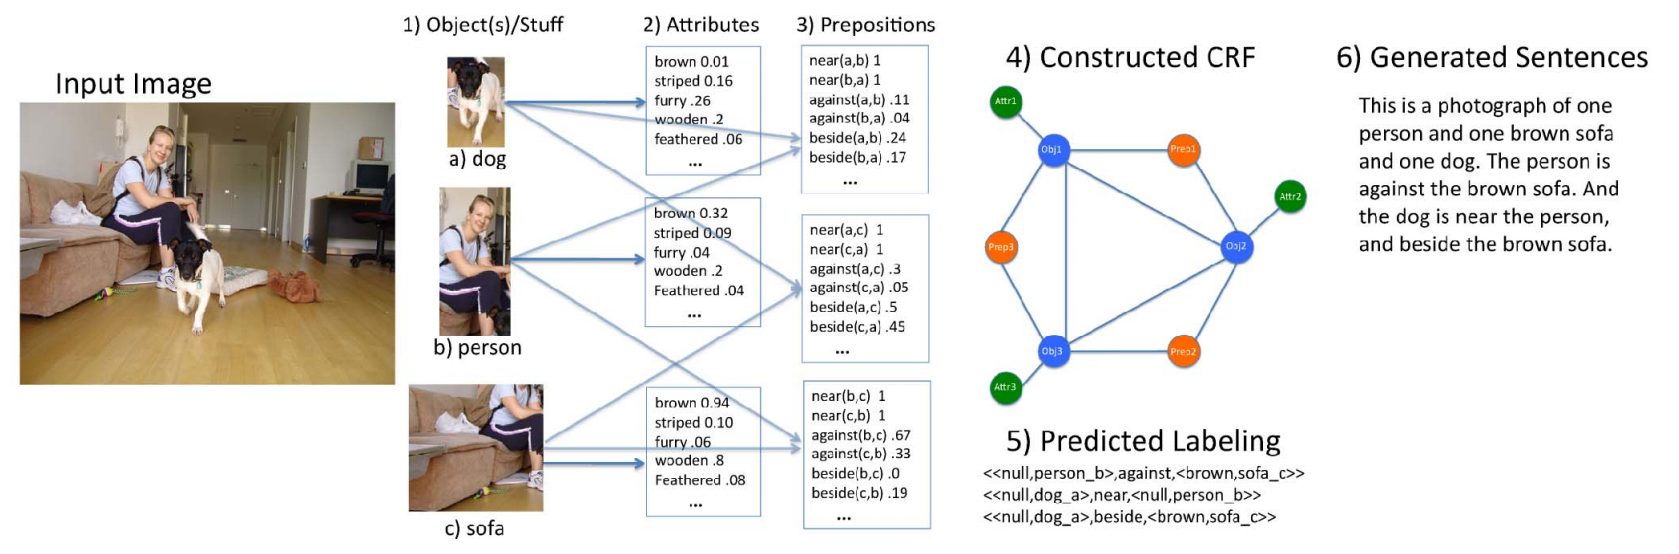 Input Image
1) Object(s)/Stuff
a) dog
b) person
c) sofa
2) Attributes
brown 0.01
striped 0.16
furry .26
wooden .2
feathered .06
...
brown 0.32
striped 0.09
furry .04
wooden .2
Feathered .04
...
brown 0.94
striped 0.10
furry .06
wooden .8
Feathered .08
...
3) Prepositions
near(a,b) 1
near(b,a) 1
against(a,b) .11
against(b,a) .04
beside(a,b) .24
beside(b,a) .17
...
near(a,c) 1
near(c,a) 1
against(a,c) .3
against(c,a) .05
beside(a,c) .5
beside(c,a) .45
...
near(b,c) 1
near(c,b) 1
against(b,c) .67
against(c,b) .33
beside(b,c) .0
beside(c,b) .19
...
4) Constructed CRF
Attr1
Obj1
Prep1
Attr2
Prep3
Obj2
Obj3
Prep2
Attr3
5) Predicted Labeling
<<null,person_b>,against,<brown,sofa_c>>
<<null,dog_a>,near,<null,person_b>>
<<null,dog_a>,beside,<brown,sofa_c>>
6) Generated Sentences
This is a photograph of one
person and one brown sofa
and one dog. The person is
against the brown sofa. And
the dog is near the person,
and beside the brown sofa.